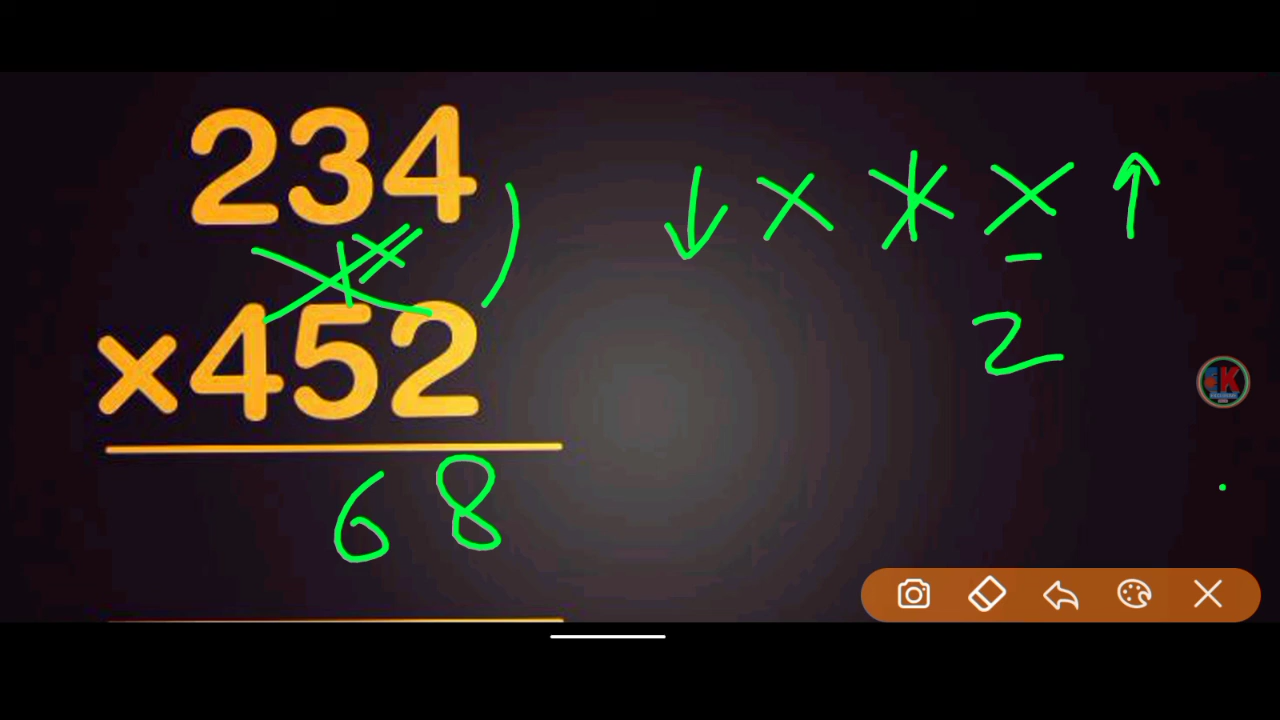 234
×452
68
↓ × * × ↑
2
K